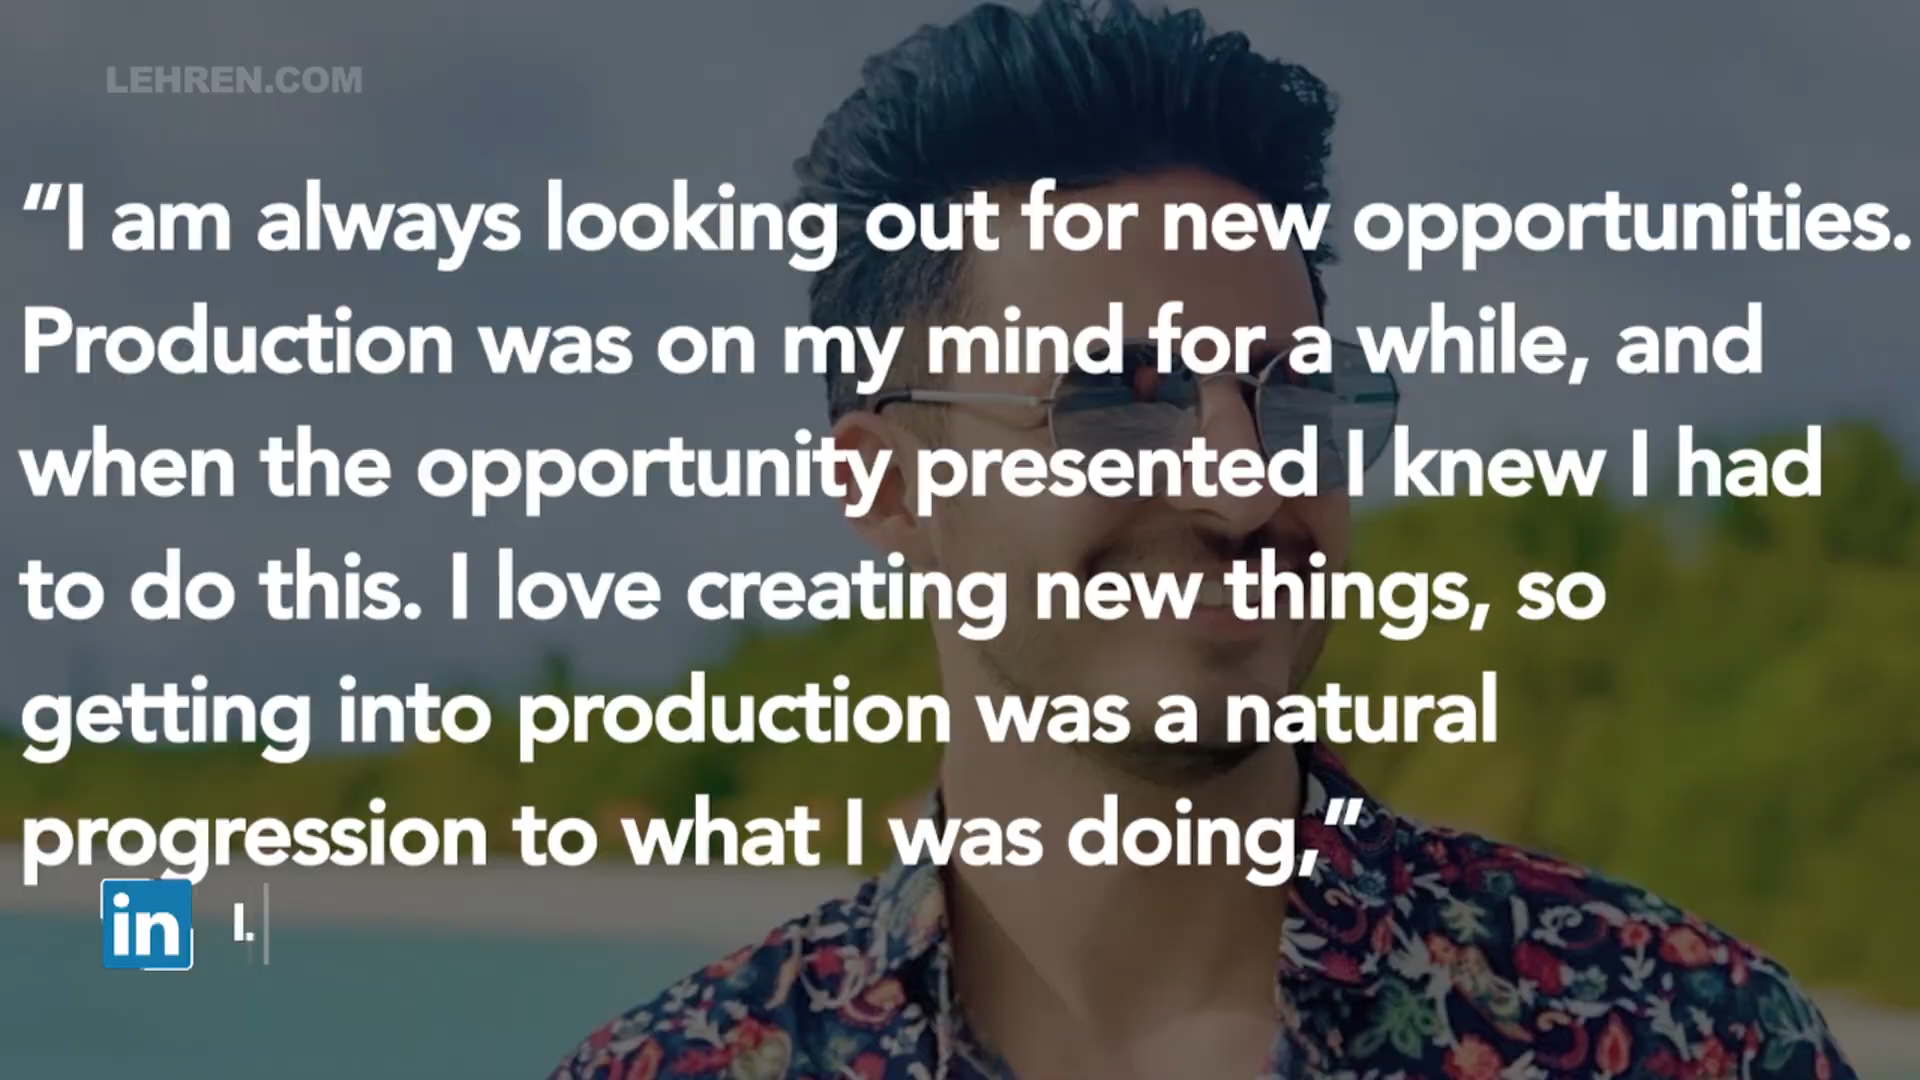 LEHREN.COM
“I am always looking out for new opportunities.
Production was on my mind for a while, and
when the opportunity presented I knew I had
to do this. I love creating new things, so
getting into production was a natural
progression to what I was doing,”
in